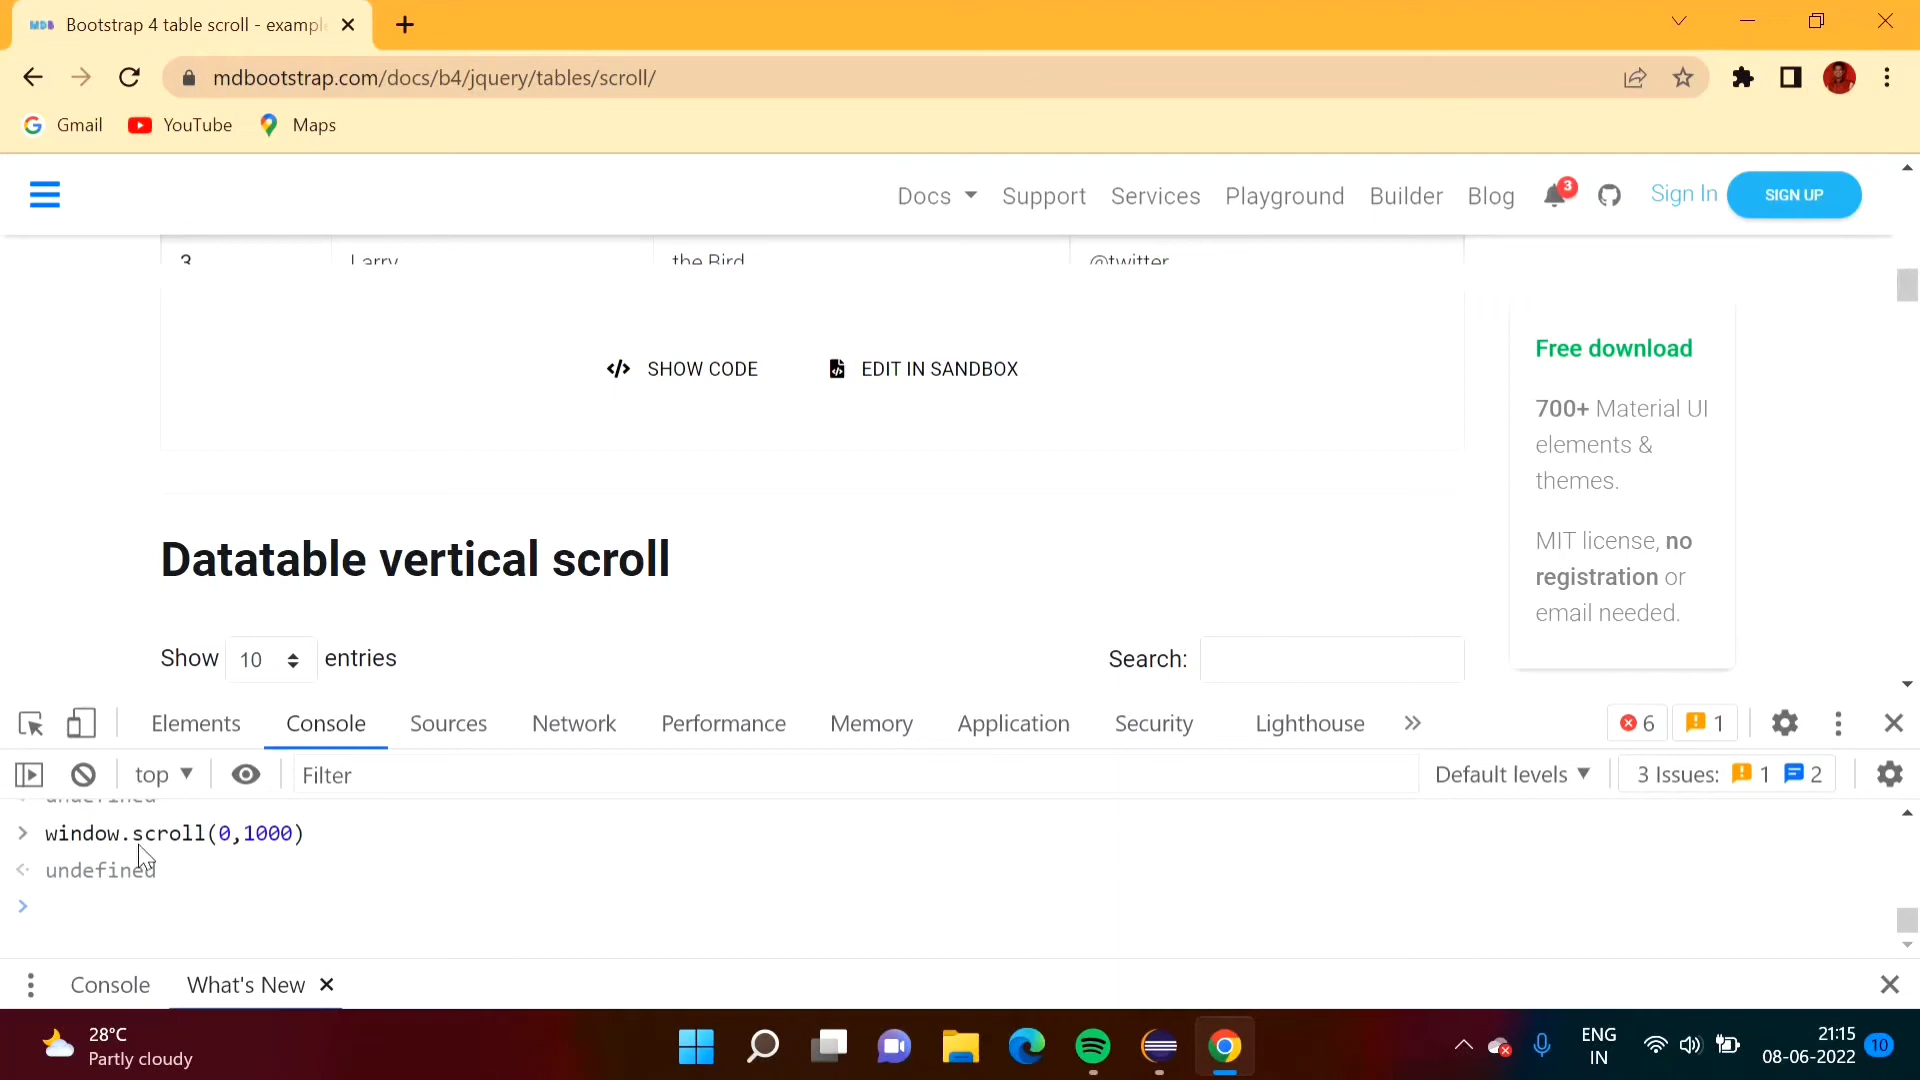 MDB Bootstrap 4 table scroll - exampl
mdbootstrap.com/docs/b4/jquery/tables/scroll/
Gmail YouTube Maps
Docs Support Services Playground Builder Blog 3 Sign In SIGN UP
3 Larry the Bird @twitter
SHOW CODE EDIT IN SANDBOX
Free download
700+ Material UI
elements &
themes.
MIT license, no
registration or
email needed.
Datatable vertical scroll
Show 10 entries Search:
Elements Console Sources Network Performance Memory Application Security Lighthouse 6 1
top Filter Default levels 3 Issues: 1 2
undefined
window.scroll(0,1000)
undefined
Console What's New
28°C
Partly cloudy
ENG
IN
21:15
08-06-2022 10